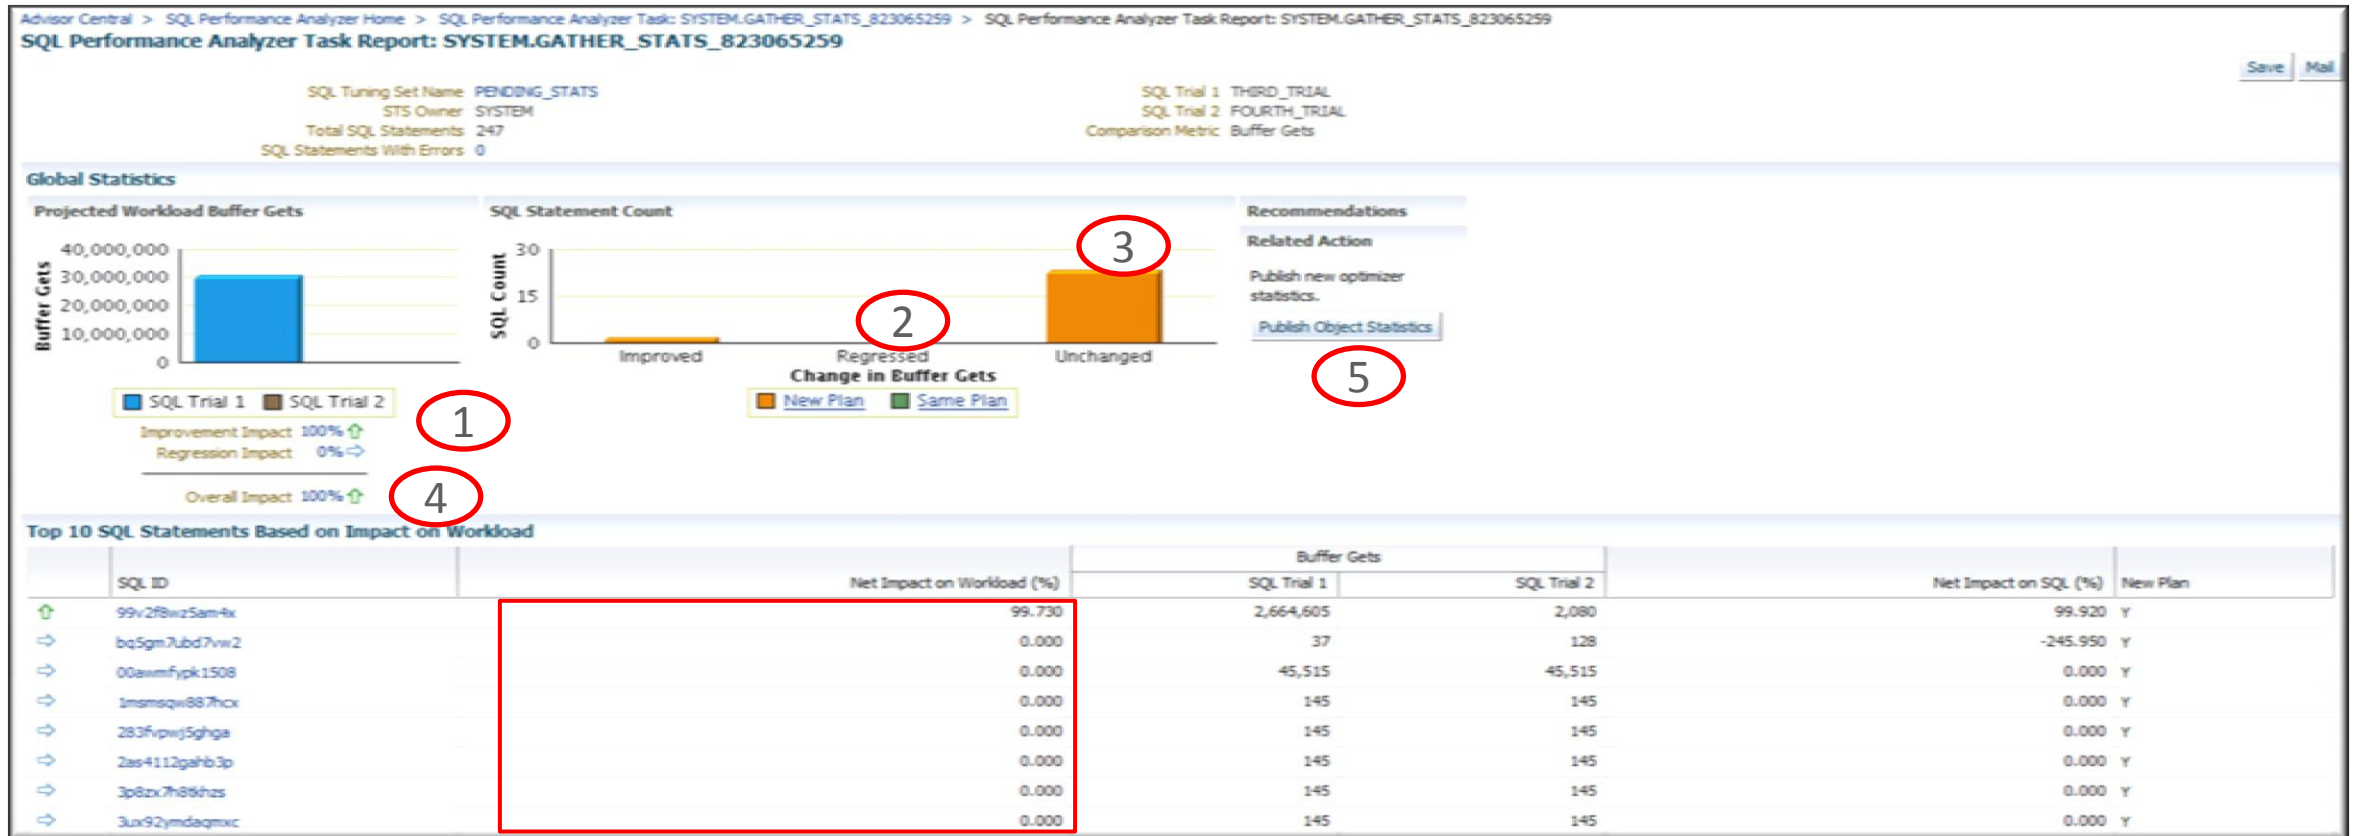 Advisor Central > SQL Performance Analyzer Home > SQL Performance Analyzer Task: SYSTEM.GATHER_STATS_823065259 > SQL Performance Analyzer Task Report: SYSTEM.GATHER_STATS_823065259
SQL Performance Analyzer Task Report: SYSTEM.GATHER_STATS_823065259
Save Mail
SQL Tuning Set Name PENDING_STATS
STS Owner SYSTEM
Total SQL Statements 247
SQL Statements With Errors 0
SQL Trial 1 THIRD_TRIAL
SQL Trial 2 FOURTH_TRIAL
Comparison Metric Buffer Gets
Global Statistics
Projected Workload Buffer Gets
Buffer Gets
40,000,000
30,000,000
20,000,000
10,000,000
0
SQL Trial 1 SQL Trial 2
Improvement Impact 100%
Regression Impact 0%
1
Overall Impact 100%
4
SQL Statement Count
SQL Count
30
15
0
3
2
Improved Regressed Unchanged
Change in Buffer Gets
New Plan Same Plan
Recommendations
Related Action
Publish new optimizer
statistics.
Publish Object Statistics
5
Top 10 SQL Statements Based on Impact on Workload
Buffer Gets
SQL ID Net Impact on Workload (%) SQL Trial 1 SQL Trial 2 Net Impact on SQL (%) New Plan
99v2f8wz5am4x 99.730 2,664,605 2,080 99.920 Y
bq5gm7ubd7vw2 0.000 37 128 -245.950 Y
00awmfypk1508 0.000 45,515 45,515 0.000 Y
1msmsqw887hcx 0.000 145 145 0.000 Y
283fvpwj5ghga 0.000 145 145 0.000 Y
2as4112gahb3p 0.000 145 145 0.000 Y
3p8zx7h8tkhzs 0.000 145 145 0.000 Y
3ux92ymdaqmxc 0.000 145 145 0.000 Y